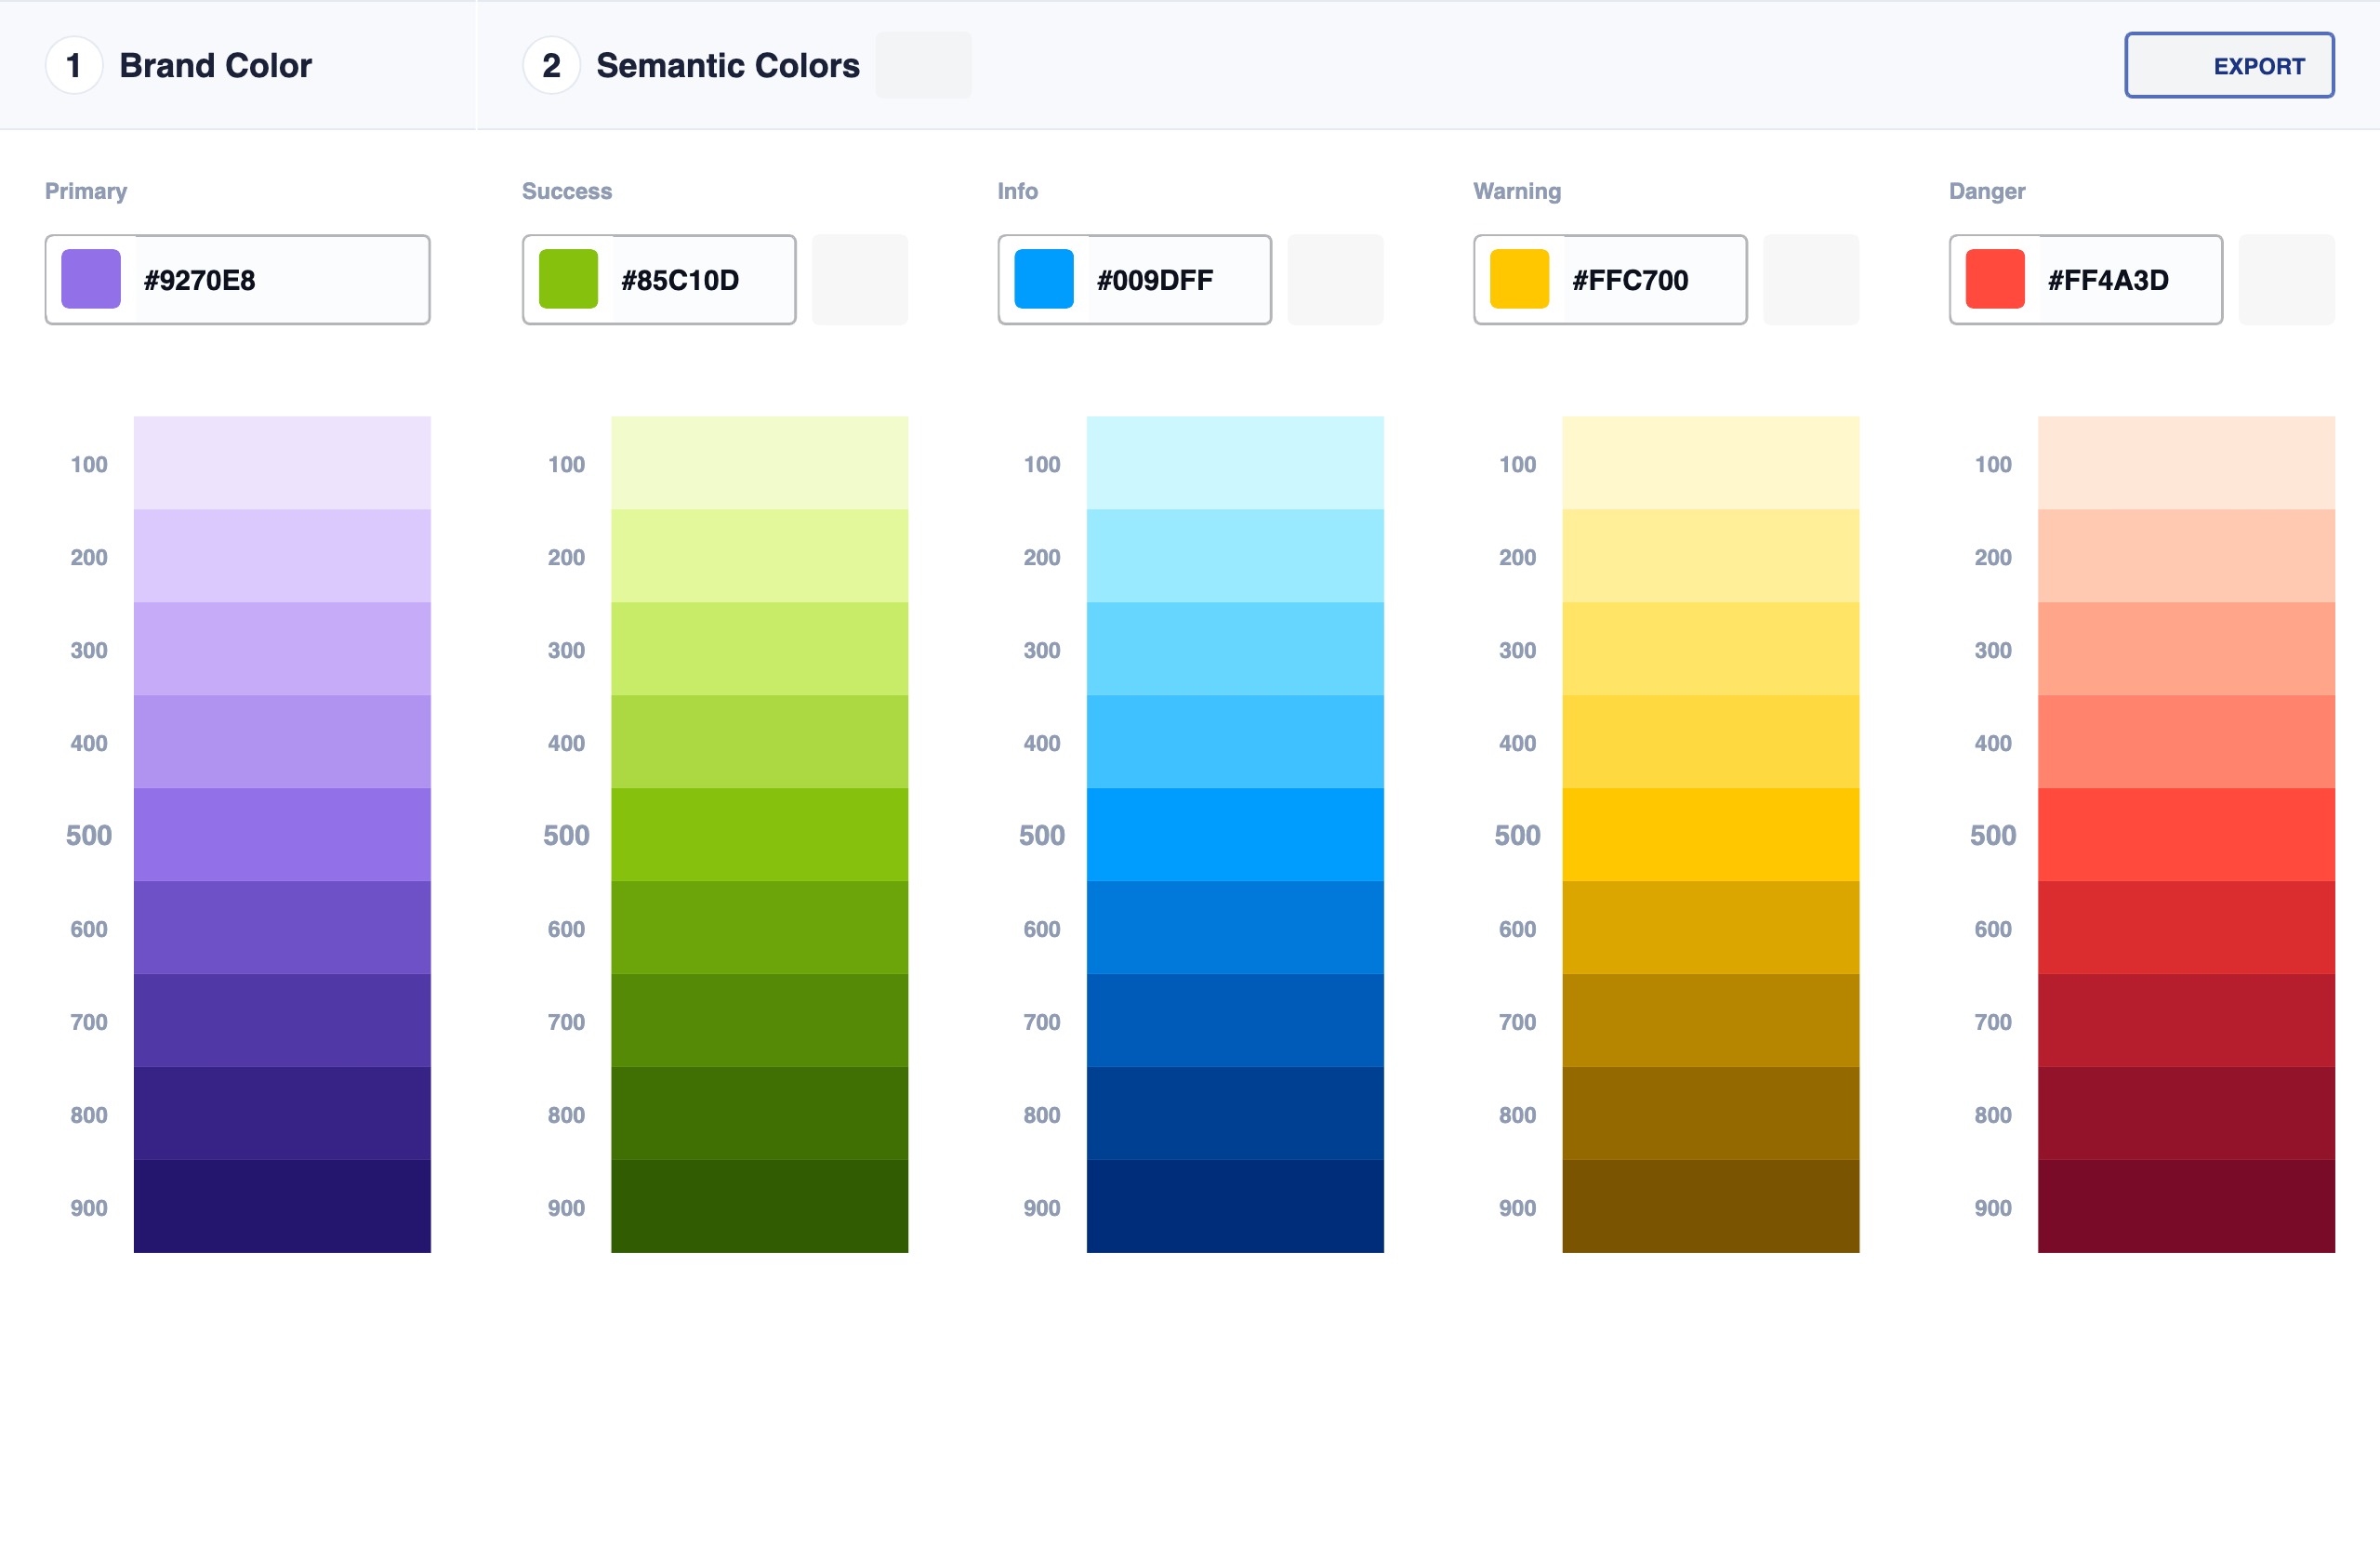 1 Brand Color
2 Semantic Colors
EXPORT
Primary
Success
Info
Warning
Danger
#9270E8
#85C10D
#009DFF
#FFC700
#FF4A3D
100 100 100 100 100
200 200 200 200 200
300 300 300 300 300
400 400 400 400 400
500 500 500 500 500
600 600 600 600 600
700 700 700 700 700
800 800 800 800 800
900 900 900 900 900